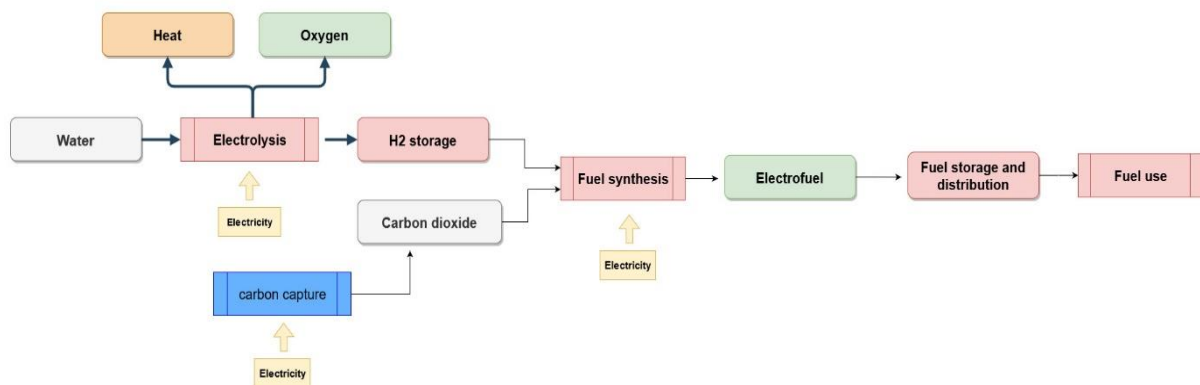 Heat
Oxygen
Water
Electrolysis
H2 storage
Fuel synthesis
Electrofuel
Fuel storage and
distribution
Fuel use
Electricity
Carbon dioxide
Electricity
carbon capture
Electricity